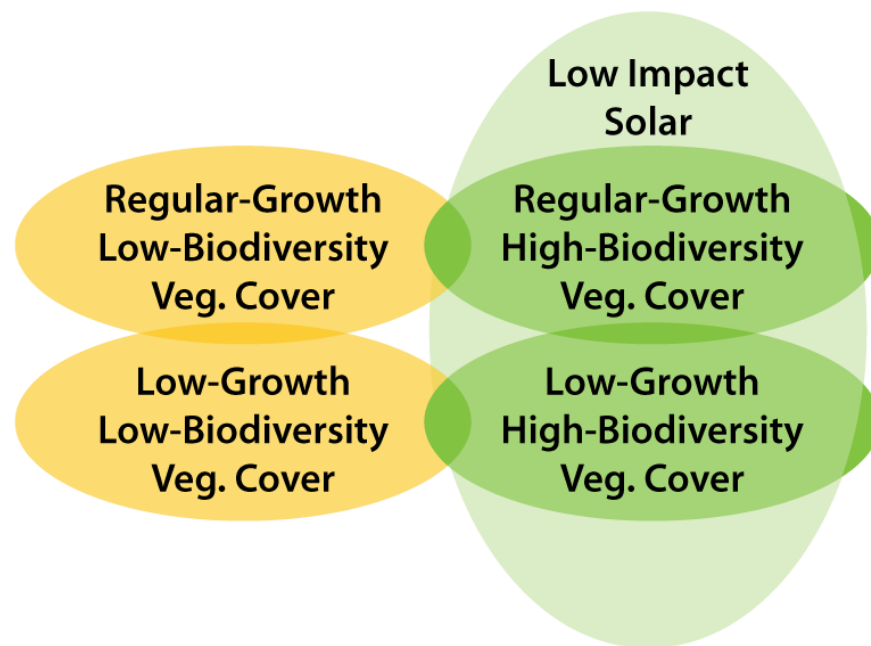 Low Impact
Solar
Regular-Growth
Low-Biodiversity
Veg. Cover
Regular-Growth
High-Biodiversity
Veg. Cover
Low-Growth
Low-Biodiversity
Veg. Cover
Low-Growth
High-Biodiversity
Veg. Cover